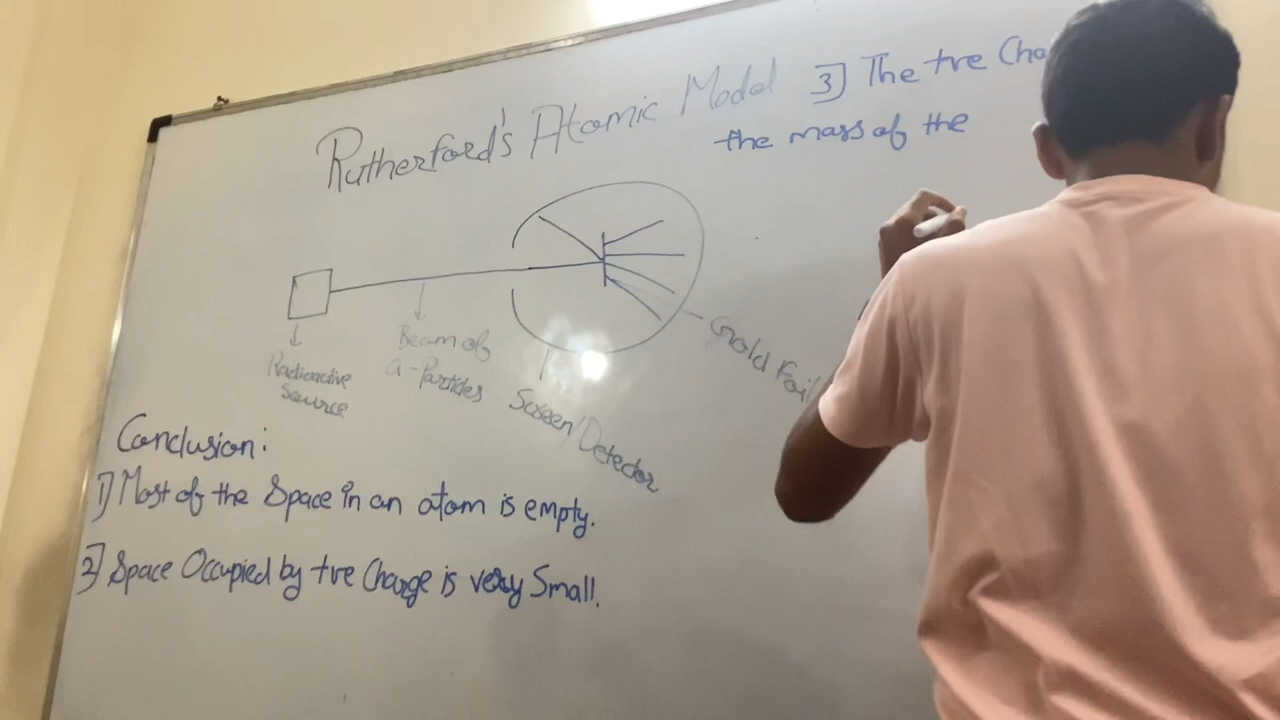 Rutherford's Atomic Model
3] The +ve Cha
the mass of the
Radioactive
Source
Beam of
α-Particles
Screen/Detector
Gold Foil
Conclusion:
1] Most of the Space in an atom is empty.
2] Space Occupied by +ve Charge is very Small.